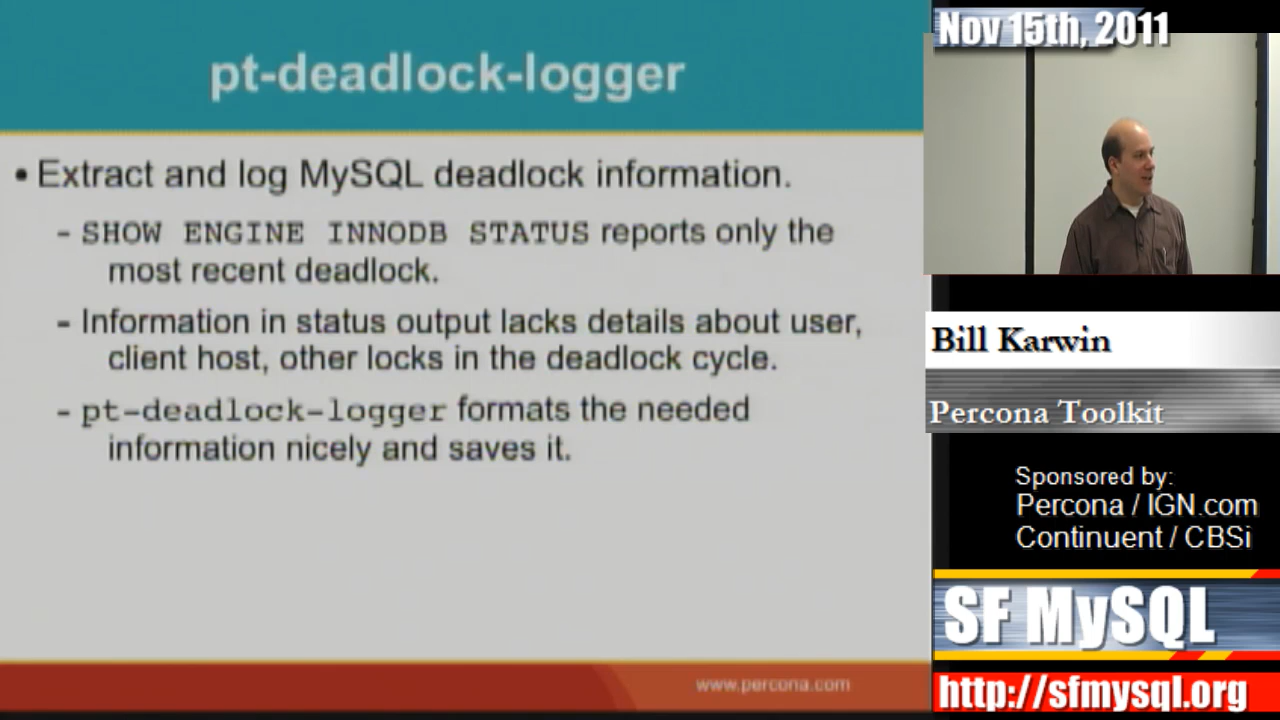 pt-deadlock-logger
• Extract and log MySQL deadlock information.
- SHOW ENGINE INNODB STATUS reports only the
most recent deadlock.
- Information in status output lacks details about user,
client host, other locks in the deadlock cycle.
- pt-deadlock-logger formats the needed
information nicely and saves it.
www.percona.com
Nov 15th, 2011
Bill Karwin
Percona Toolkit
Sponsored by:
Percona / IGN.com
Continuent / CBSi
SF MySQL
http://sfmysql.org